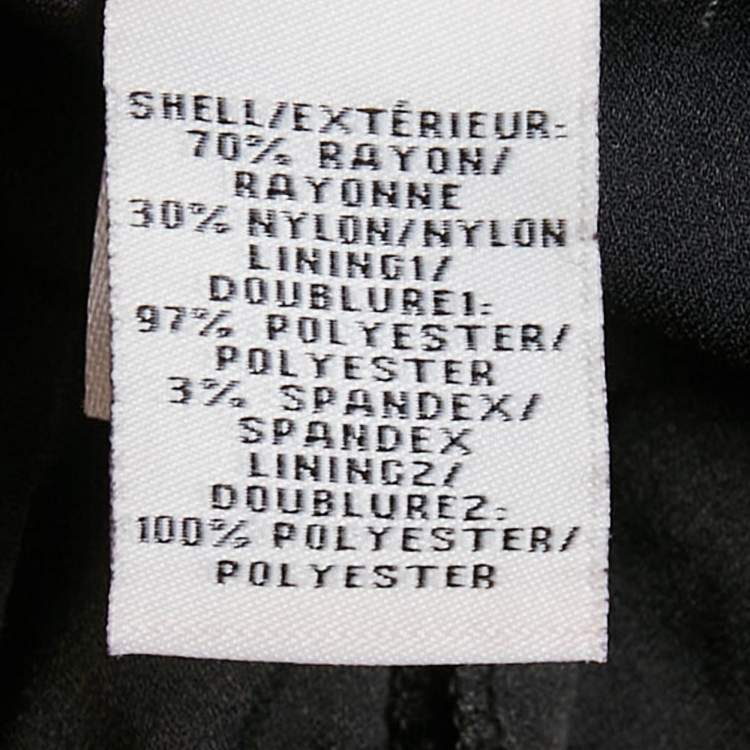 SHELL/EXTÉRIEUR:
70% RAYON/
RAYONNE
30% NYLON/NYLON
LINING1/
DOUBLURE1:
97% POLYESTER/
POLYESTER
3% SPANDEX/
SPANDEX
LINING2/
DOUBLURE2:
100% POLYESTER/
POLYESTER